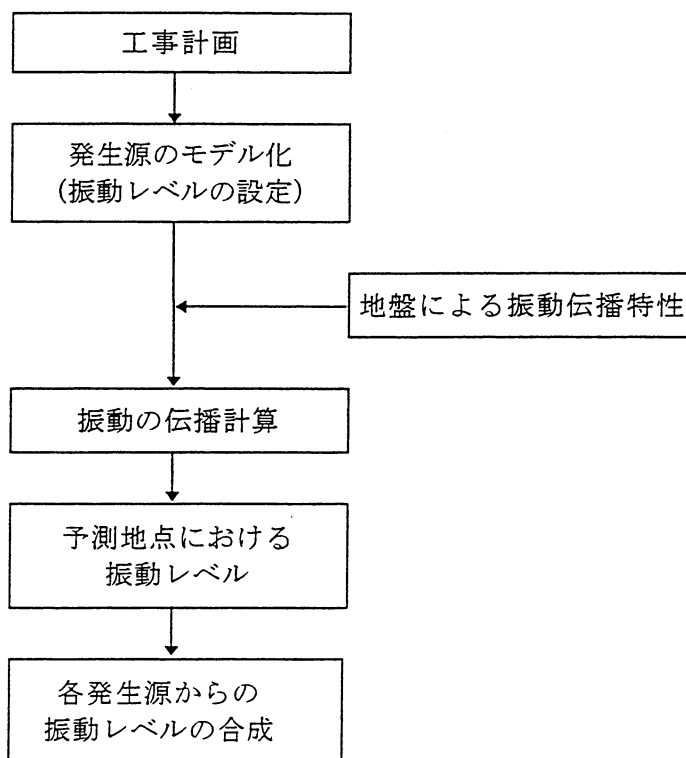 工事計画
発生源のモデル化
(振動レベルの設定)
地盤による振動伝播特性
振動の伝播計算
予測地点における
振動レベル
各発生源からの
振動レベルの合成